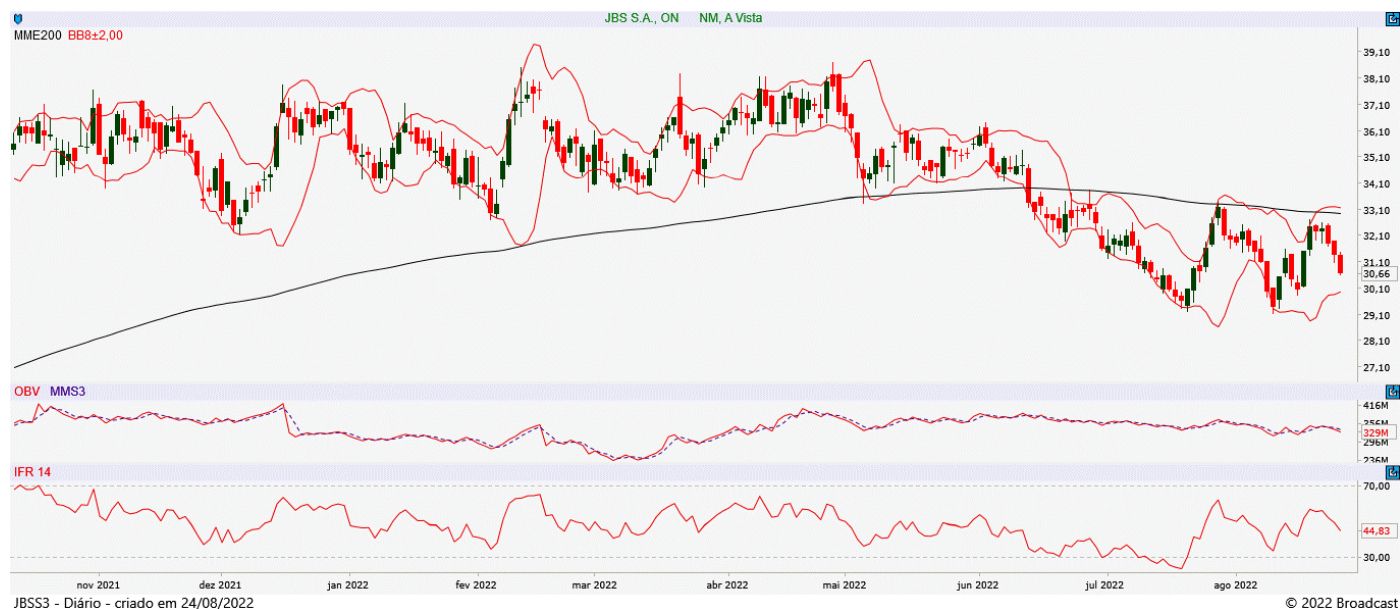 JBS S.A., ON NM, A Vista
MME200 BB8±2,00
39,10
38,10
37,10
36,10
35,10
34,10
33,10
32,10
31,10
30,66
30,10
29,10
28,10
27,10
OBV MMS3
416M
356M
329M
296M
236M
IFR 14
70,00
44,83
30,00
nov 2021 dez 2021 jan 2022 fev 2022 mar 2022 abr 2022 mai 2022 jun 2022 jul 2022 ago 2022
JBSS3 - Diário - criado em 24/08/2022 © 2022 Broadcast